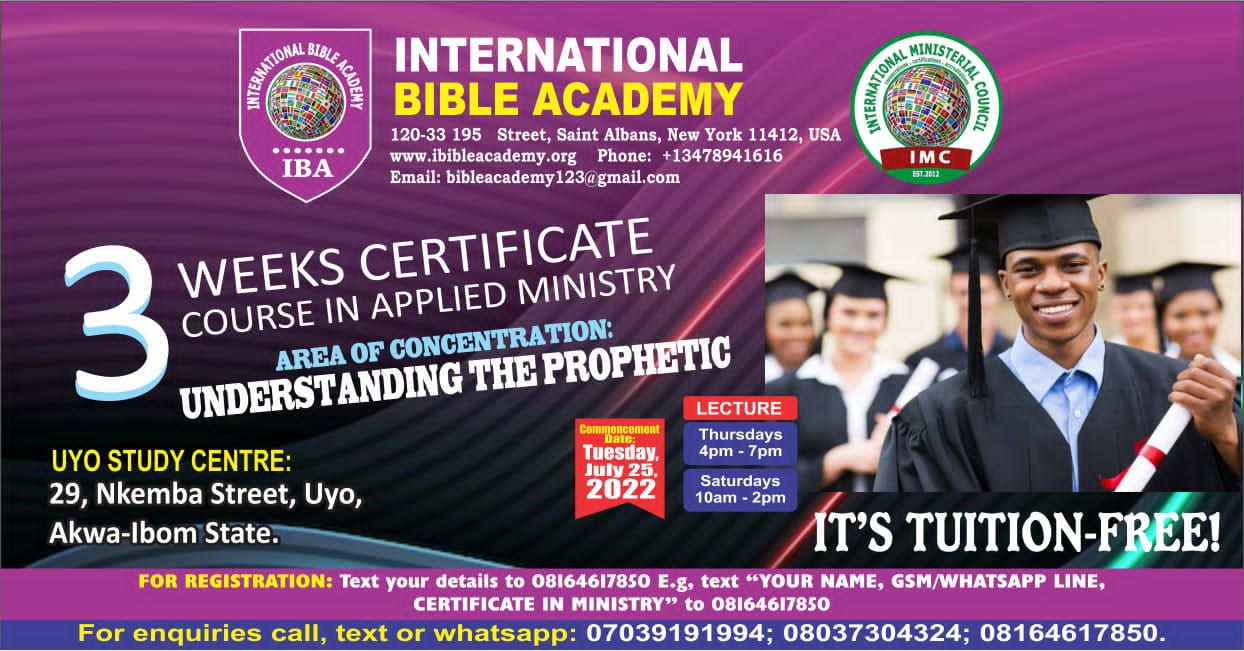 INTERNATIONAL BIBLE ACADEMY
IBA
INTERNATIONAL
BIBLE ACADEMY
120-33 195 Street, Saint Albans, New York 11412, USA
www.ibibleacademy.org Phone: +13478941616
Email: bibleacademy123@gmail.com
INTERNATIONAL MINISTERIAL COUNCIL
IMC
EST.2012
3 WEEKS CERTIFICATE
COURSE IN APPLIED MINISTRY
AREA OF CONCENTRATION:
UNDERSTANDING THE PROPHETIC
UYO STUDY CENTRE:
29, Nkemba Street, Uyo,
Akwa-Ibom State.
Commencement
Date:
Tuesday,
July 25,
2022
LECTURE
Thursdays
4pm - 7pm
Saturdays
10am - 2pm
IT'S TUITION-FREE!
FOR REGISTRATION: Text your details to 08164617850 E.g, text “YOUR NAME, GSM/WHATSAPP LINE,
CERTIFICATE IN MINISTRY” to 08164617850
For enquiries call, text or whatsapp: 07039191994; 08037304324; 08164617850.